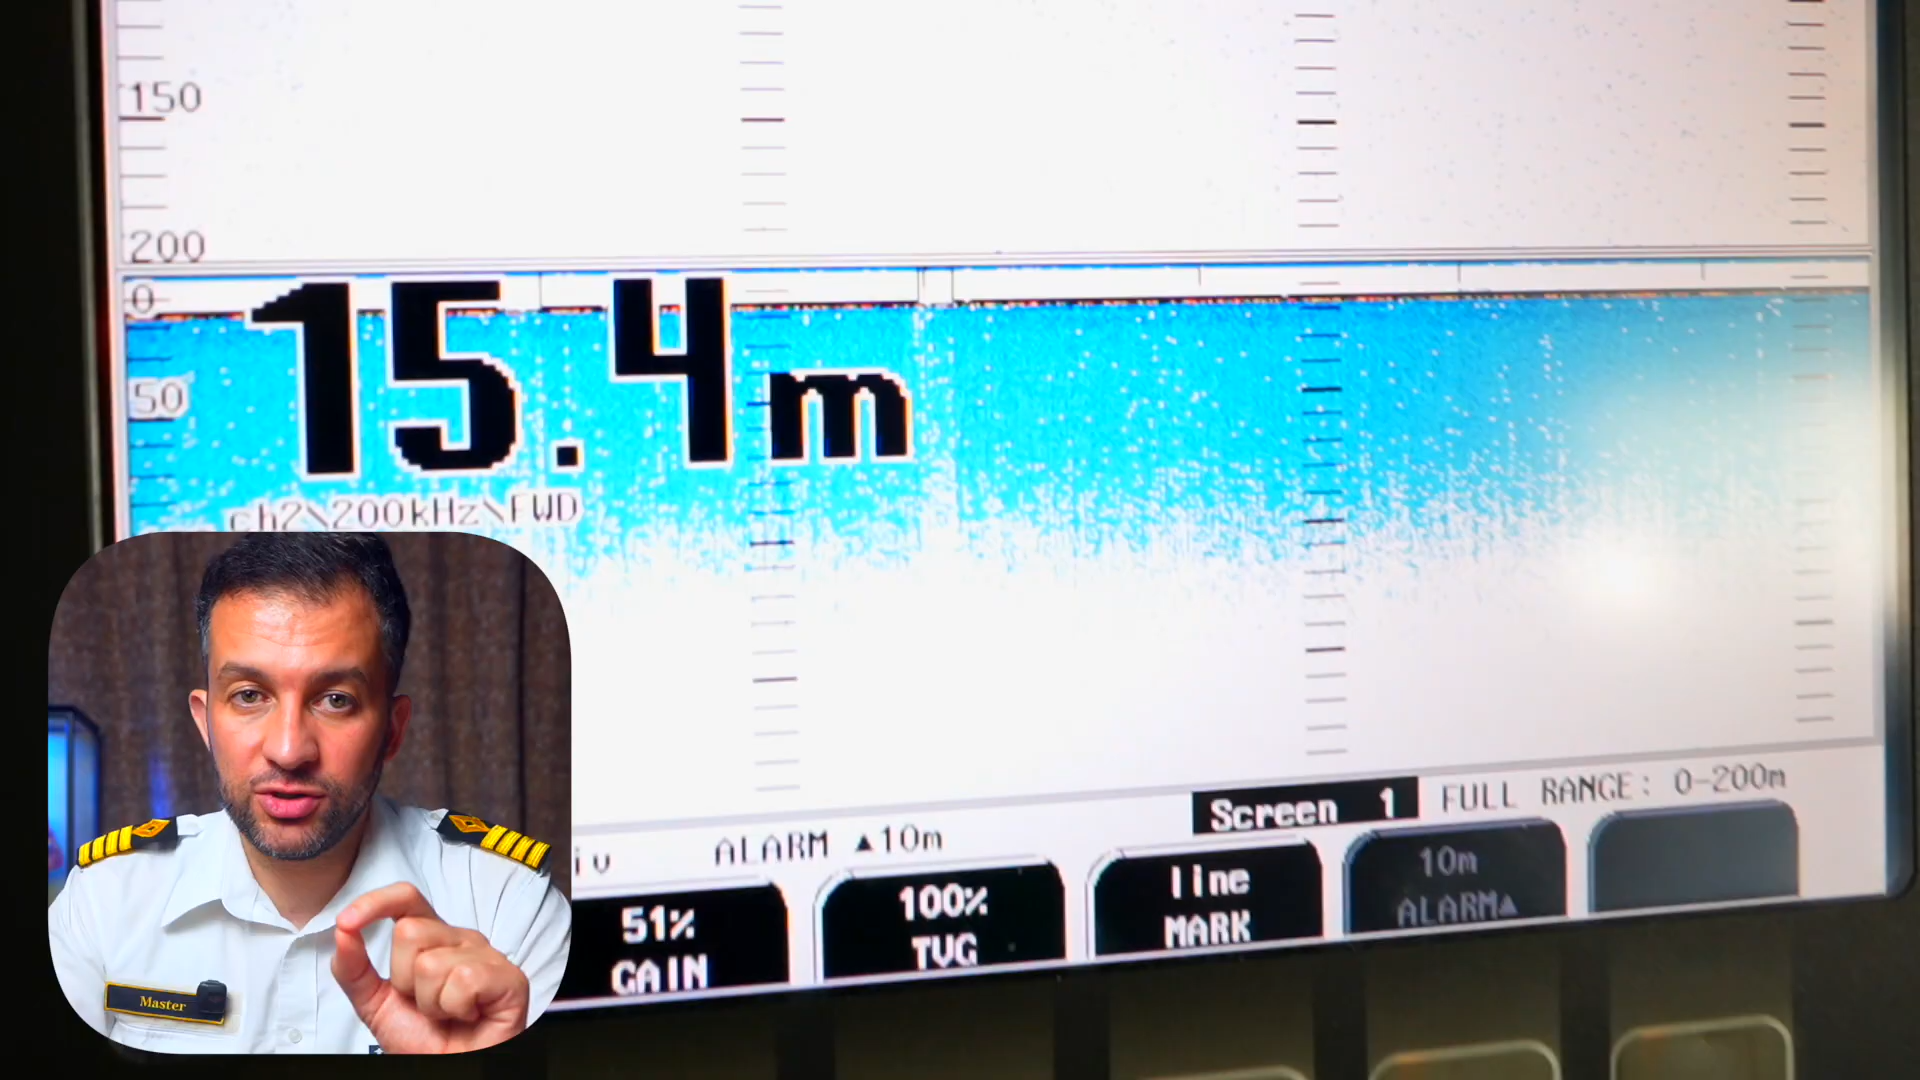 150
200
0
15.4m
50
ch2\200kHz\FWD
Screen 1 FULL RANGE: 0-200m
iv ALARM ▲10m
51% GAIN
100% TVG
line MARK
10m ALARM▲
Master